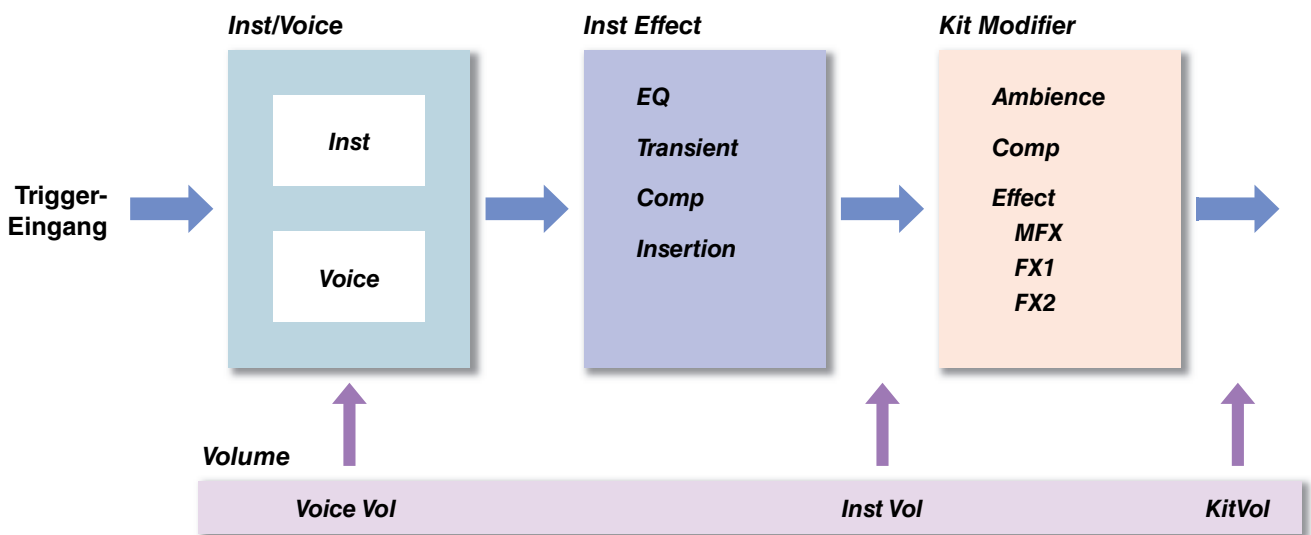 Inst/Voice
Inst Effect
Kit Modifier
Trigger-
Eingang
Inst
Voice
EQ
Transient
Comp
Insertion
Ambience
Comp
Effect
MFX
FX1
FX2
Volume
Voice Vol
Inst Vol
KitVol